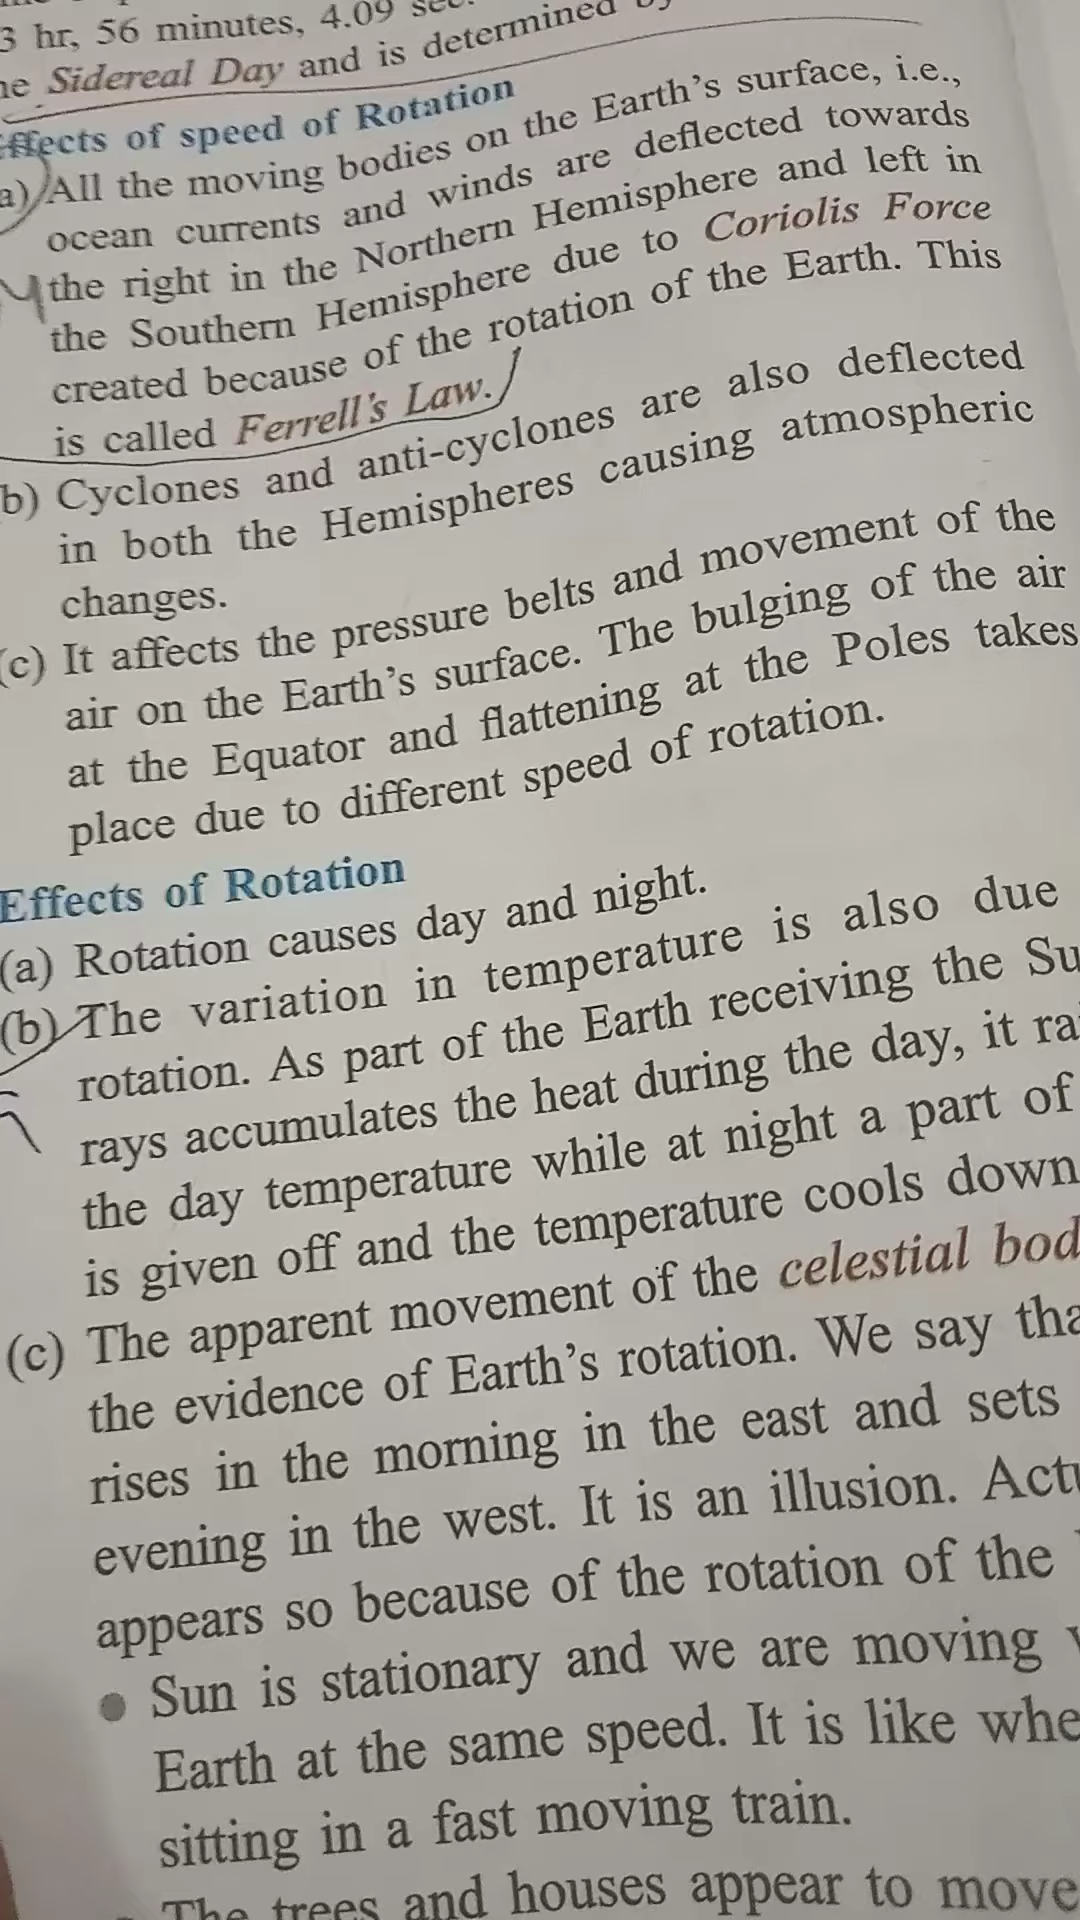 3 hr, 56 minutes, 4.09 sec.
Sidereal Day and is determined
Effects of speed of Rotation
a) All the moving bodies on the Earth's surface, i.e.,
ocean currents and winds are deflected towards
the right in the Northern Hemisphere and left in
the Southern Hemisphere due to Coriolis Force
created because of the rotation of the Earth. This
is called Ferrell's Law.
b) Cyclones and anti-cyclones are also deflected
in both the Hemispheres causing atmospheric
changes.
(c) It affects the pressure belts and movement of the
air on the Earth's surface. The bulging of the air
at the Equator and flattening at the Poles takes
place due to different speed of rotation.
Effects of Rotation
(a) Rotation causes day and night.
(b) The variation in temperature is also due
rotation. As part of the Earth receiving the Su
rays accumulates the heat during the day, it ra
the day temperature while at night a part of
is given off and the temperature cools down
(c) The apparent movement of the celestial bod
the evidence of Earth's rotation. We say tha
rises in the morning in the east and sets
evening in the west. It is an illusion. Actu
appears so because of the rotation of the
● Sun is stationary and we are moving
Earth at the same speed. It is like whe
sitting in a fast moving train.
The trees and houses appear to move